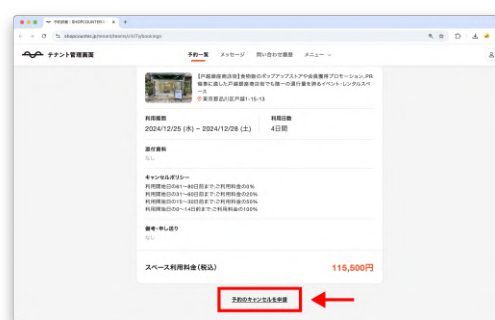 予約詳細 | SHOPCOUNTER
shopcounter.jp/tenant/teams/
テナント管理画面
予約一覧 メッセージ 問い合わせ履歴 メニュー
【戸越銀座商店街】食物販のポップアップストアや会員獲得プロモーション、PR
催事に適した戸越銀座商店街でも随一の通行量を誇るイベント・レンタルスペ
ース
東京都品川区戸越1-15-13
利用期間
利用日数
2024/12/25 (水) ~ 2024/12/28 (土)
4日間
添付資料
なし
キャンセルポリシー
利用開始日の61~90日前まで:ご利用料金の0%
利用開始日の31~60日前まで:ご利用料金の20%
利用開始日の15~30日前まで:ご利用料金の50%
利用開始日の0~14日前まで:ご利用料金の100%
備考・申し送り
なし
スペース利用料金(税込)
115,500円
予約のキャンセルを申請